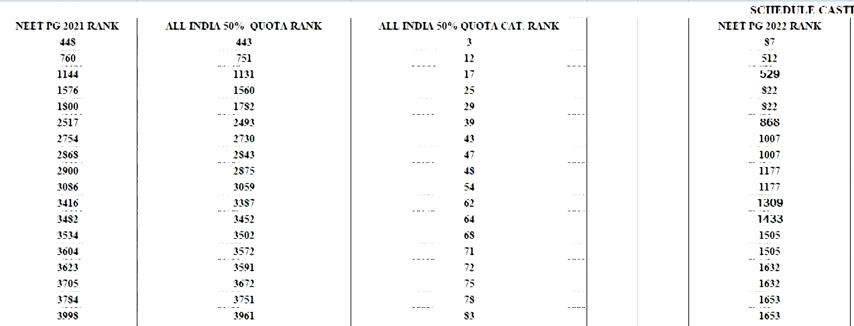 SCHEDULE CAST
NEET PG 2021 RANK ALL INDIA 50% QUOTA RANK ALL INDIA 50% QUOTA CAT. RANK NEET PG 2022 RANK
448 443 3 87
760 751 12 512
1144 1131 17 529
1576 1560 25 822
1800 1782 29 822
2517 2493 39 868
2754 2730 43 1007
2868 2843 47 1007
2900 2875 48 1177
3086 3059 54 1177
3416 3387 62 1309
3482 3452 64 1433
3534 3502 68 1505
3604 3572 71 1505
3623 3591 72 1632
3705 3672 75 1632
3784 3751 78 1653
3998 3961 83 1653